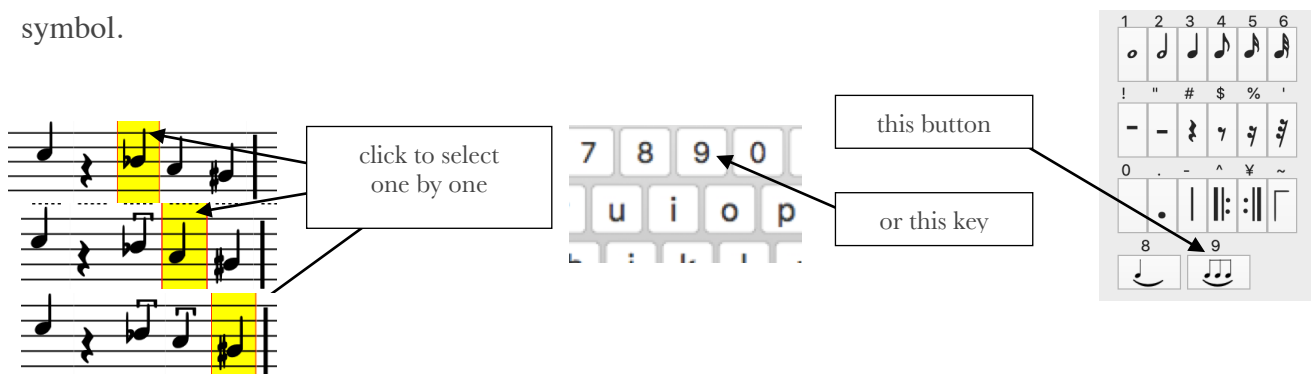 symbol.
click to select
one by one
7 8 9 0
u i o p
this button
or this key
1 2 3 4 5 6
! " # $ % '
0 . - ^ ¥ ~
8 9